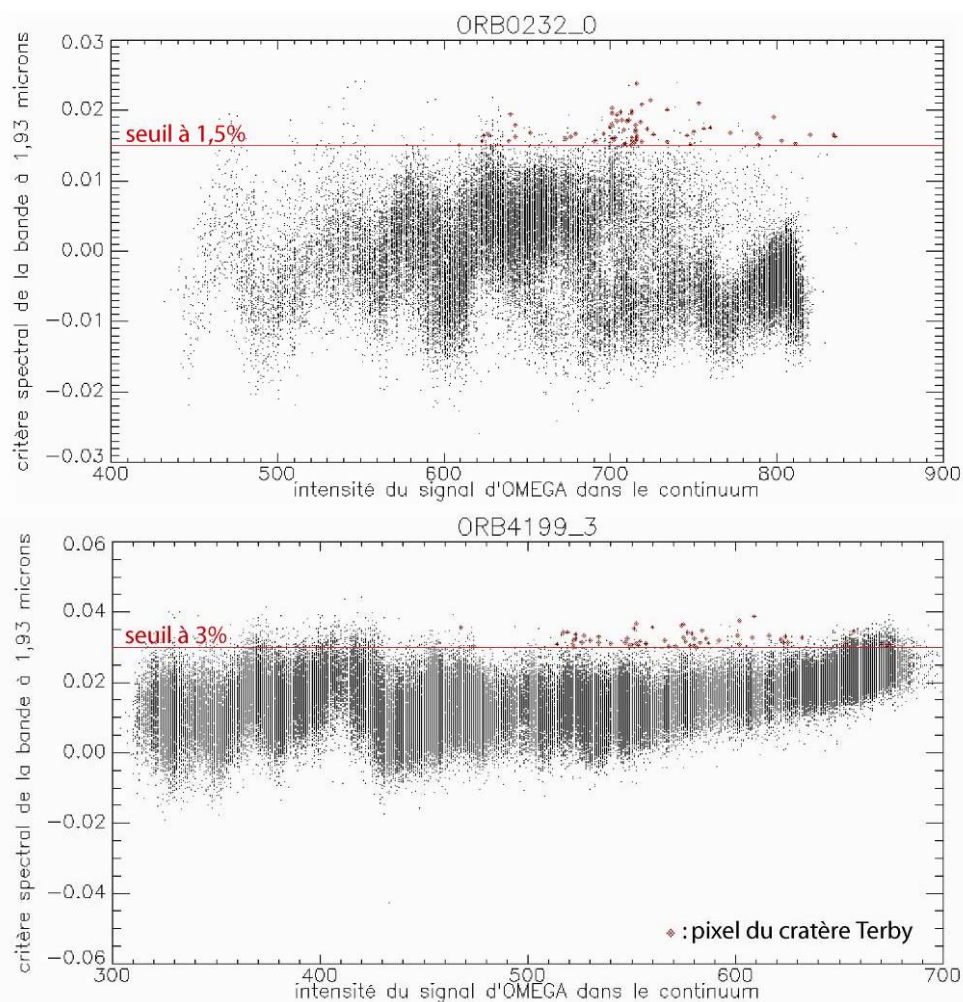 ORB0232_0
critère spectral de la bande à 1,93 microns
0.03
0.02
seuil à 1,5%
0.01
0.00
-0.01
-0.02
-0.03
400 500 600 700 800 900
intensité du signal d'OMEGA dans le continuum
ORB4199_3
critère spectral de la bande à 1,93 microns
0.06
0.04
seuil à 3%
0.02
0.00
-0.02
-0.04
: pixel du cratère Terby
-0.06
300 400 500 600 700
intensité du signal d'OMEGA dans le continuum